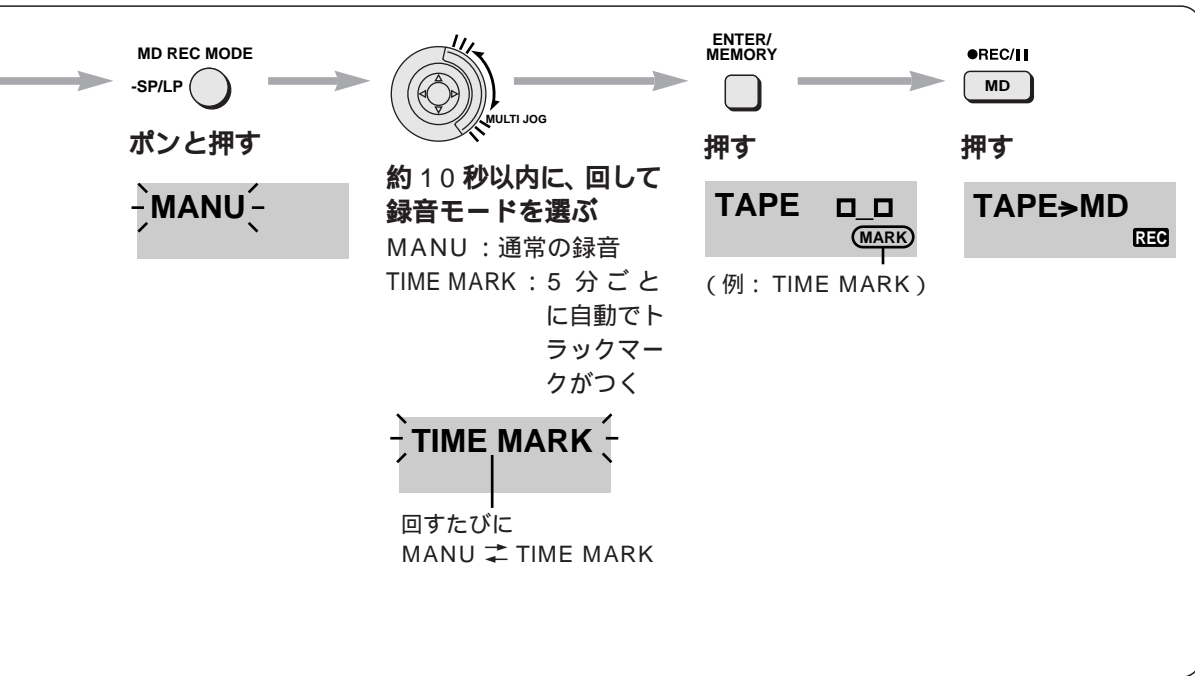 MD REC MODE
-SP/LP
ポンと押す
MANU
MULTI JOG
約10秒以内に、回して
録音モードを選ぶ
MANU：通常の録音
TIME MARK：5分ごと
に自動でト
ラックマー
クがつく
TIME MARK
回すたびに
MANU ⇄ TIME MARK
ENTER/
MEMORY
押す
TAPE
MARK
(例：TIME MARK)
●REC/II
MD
押す
TAPE>MD
REC